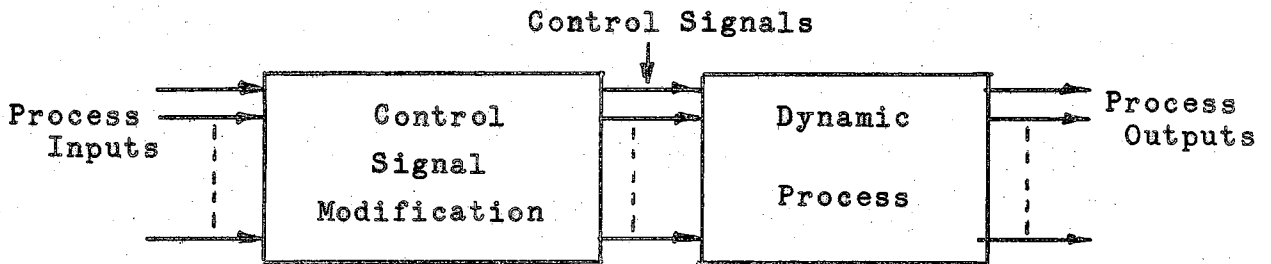 Control Signals
Process
Inputs
Control
Signal
Modification
Dynamic
Process
Process
Outputs